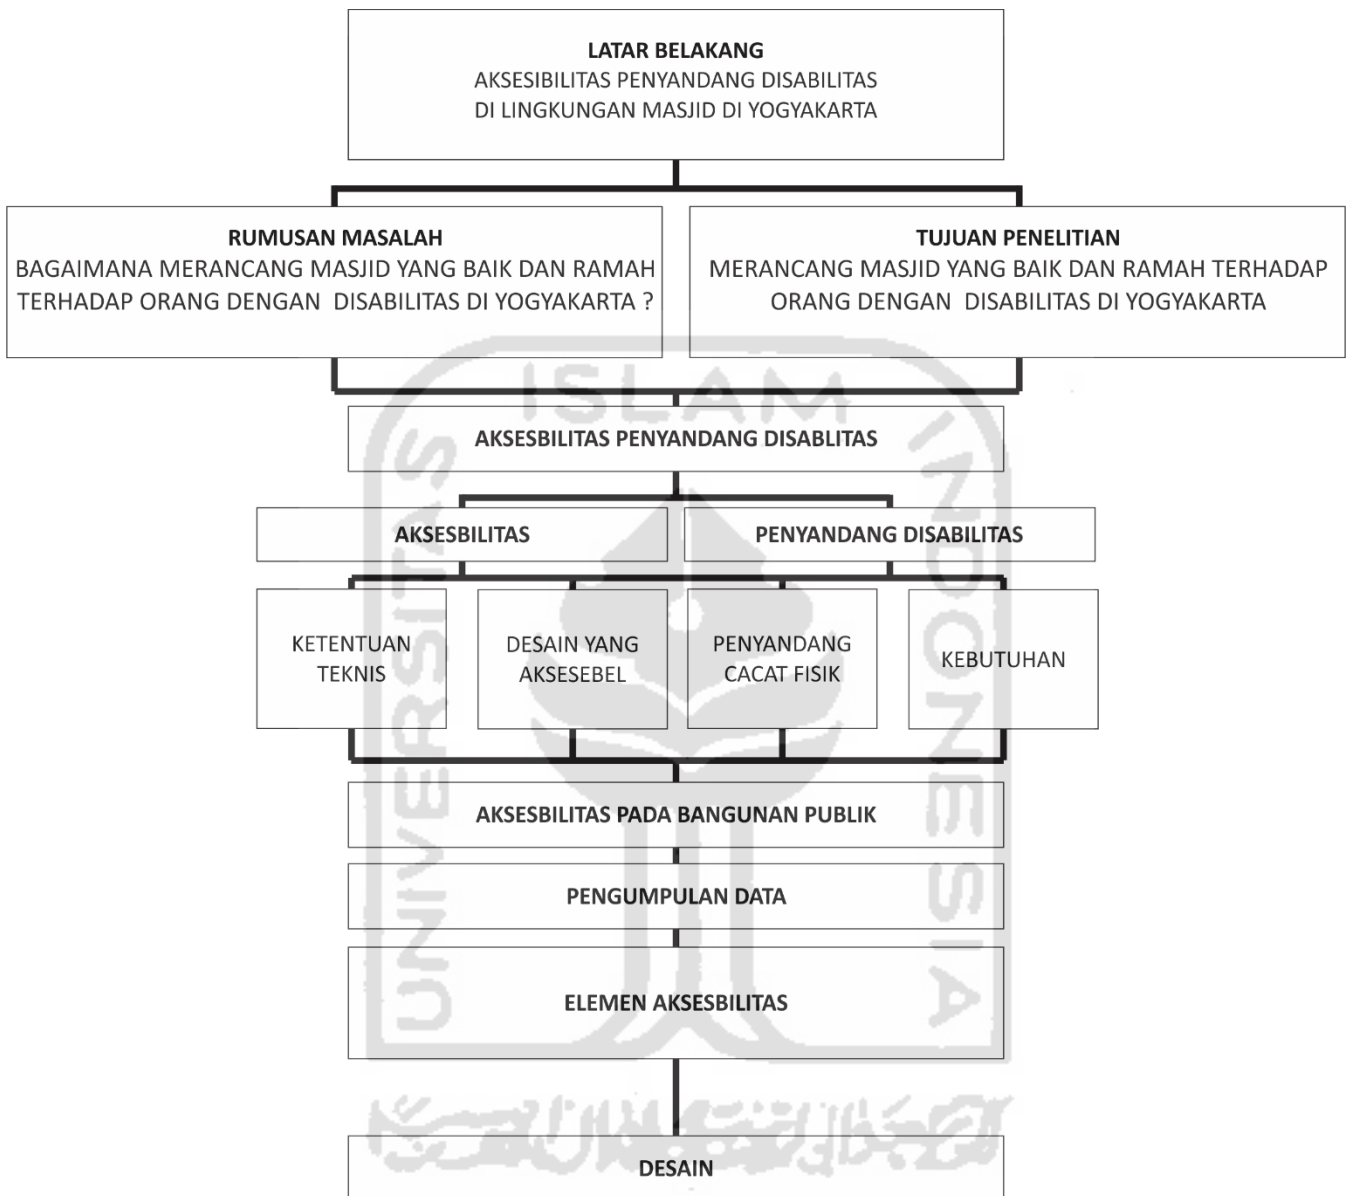 LATAR BELAKANG
AKSESIBILITAS PENYANDANG DISABILITAS
DI LINGKUNGAN MASJID DI YOGYAKARTA
RUMUSAN MASALAH
BAGAIMANA MERANCANG MASJID YANG BAIK DAN RAMAH
TERHADAP ORANG DENGAN DISABILITAS DI YOGYAKARTA ?
TUJUAN PENELITIAN
MERANCANG MASJID YANG BAIK DAN RAMAH TERHADAP
ORANG DENGAN DISABILITAS DI YOGYAKARTA
AKSESBILITAS PENYANDANG DISABLITAS
AKSESBILITAS
PENYANDANG DISABILITAS
KETENTUAN
TEKNIS
DESAIN YANG
AKSESEBEL
PENYANDANG
CACAT FISIK
KEBUTUHAN
AKSESBILITAS PADA BANGUNAN PUBLIK
PENGUMPULAN DATA
ELEMEN AKSESBILITAS
DESAIN
UNIVERSITAS
ISLAM
INDONESIA